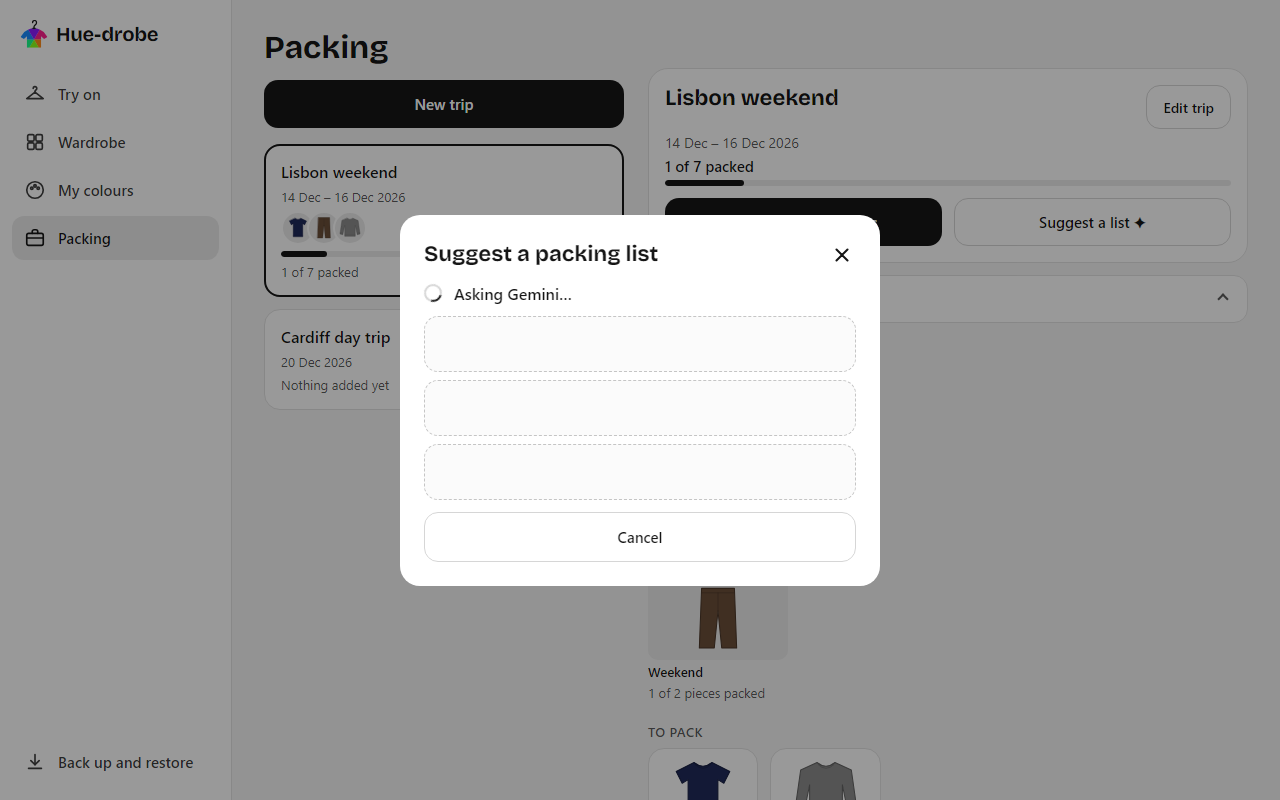 Hue-drobe
Try on
Wardrobe
My colours
Packing
Back up and restore
Packing
New trip
Lisbon weekend
14 Dec – 16 Dec 2026
1 of 7 packed
Cardiff day trip
20 Dec 2026
Nothing added yet
Lisbon weekend
Edit trip
14 Dec – 16 Dec 2026
1 of 7 packed
Suggest a list ✦
Suggest a packing list
Asking Gemini...
Cancel
Weekend
1 of 2 pieces packed
TO PACK